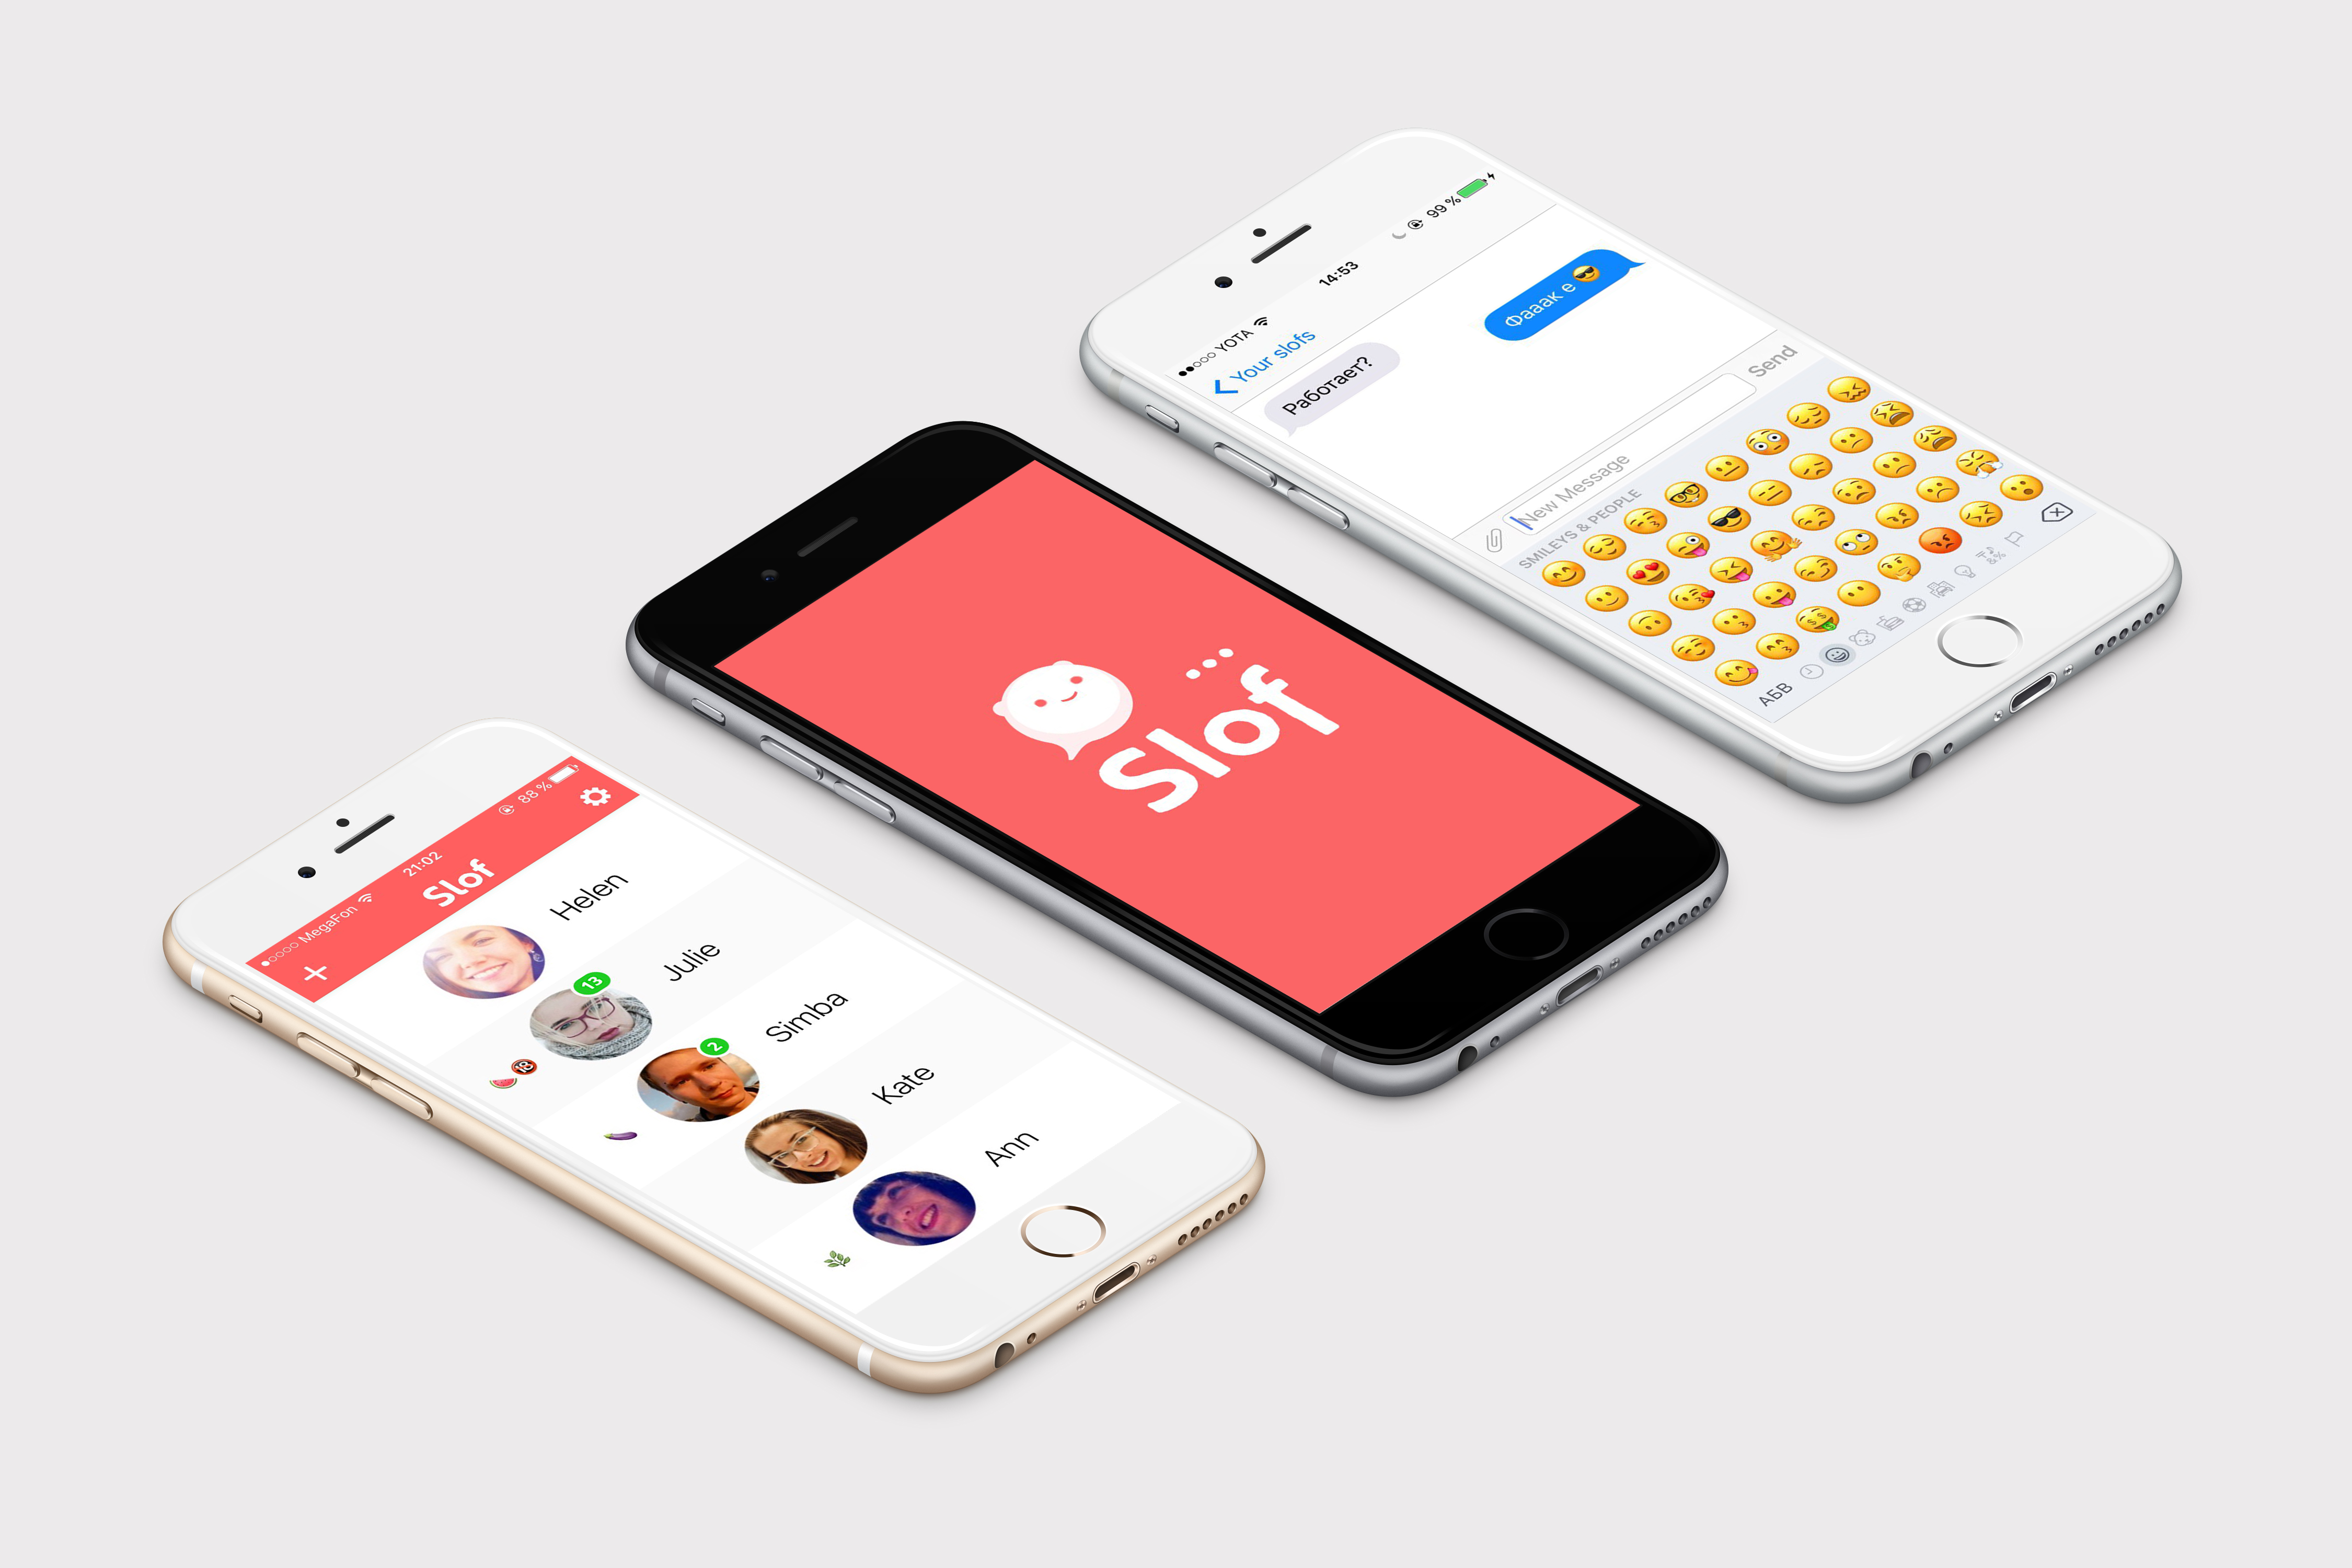 MegaFon 21:02 88 %
+ Slof
Helen
13
Julie
🔞
2
Simba
Kate
Ann
Slof
YOTA 14:53 99 %
Your slofs
Фааак е 😎
Работает?
New Message Send
SMILEYS & PEOPLE
АБВ